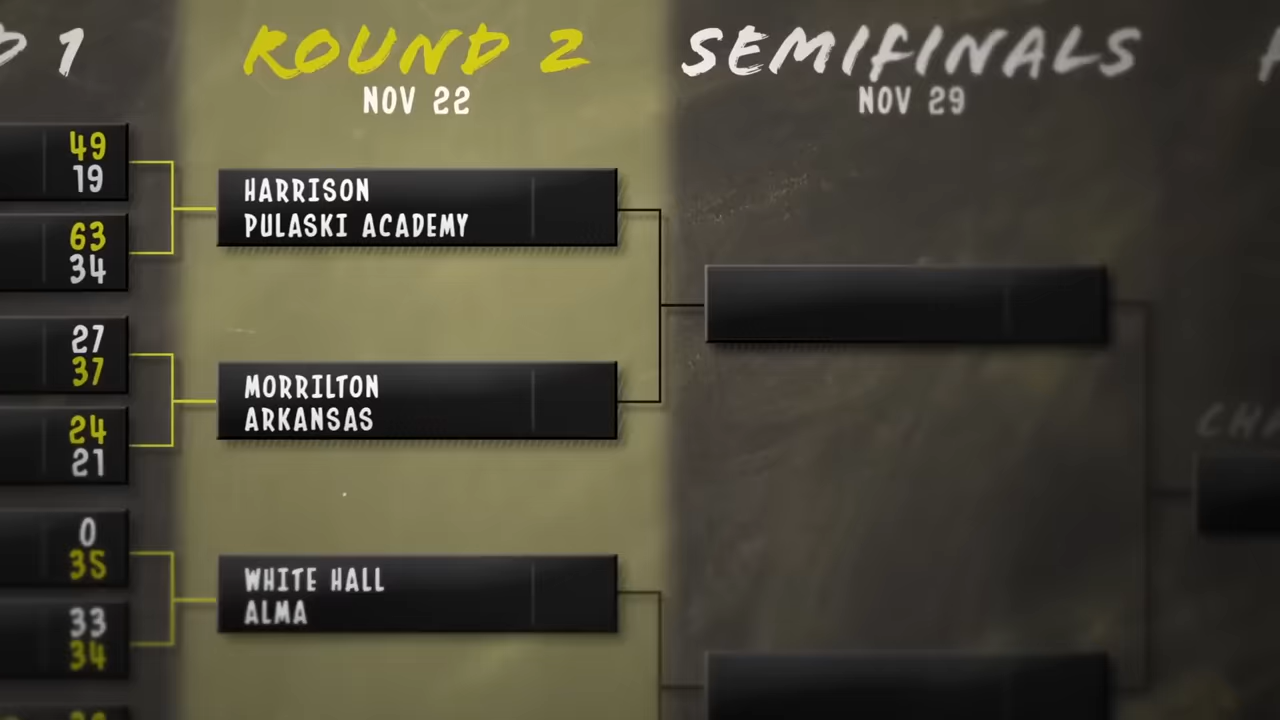 1
ROUND 2
SEMIFINALS
NOV 22
NOV 29
49
19
63
34
27
37
24
21
0
35
33
34
HARRISON
PULASKI ACADEMY
MORRILTON
ARKANSAS
WHITE HALL
ALMA